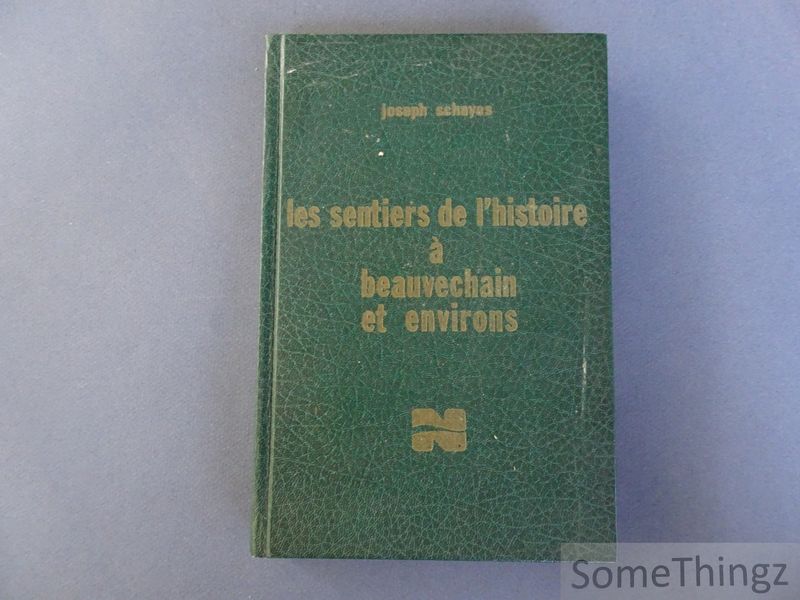 joseph schayes
les sentiers de l'histoire
à
beauvechain
et environs
SomeThingz